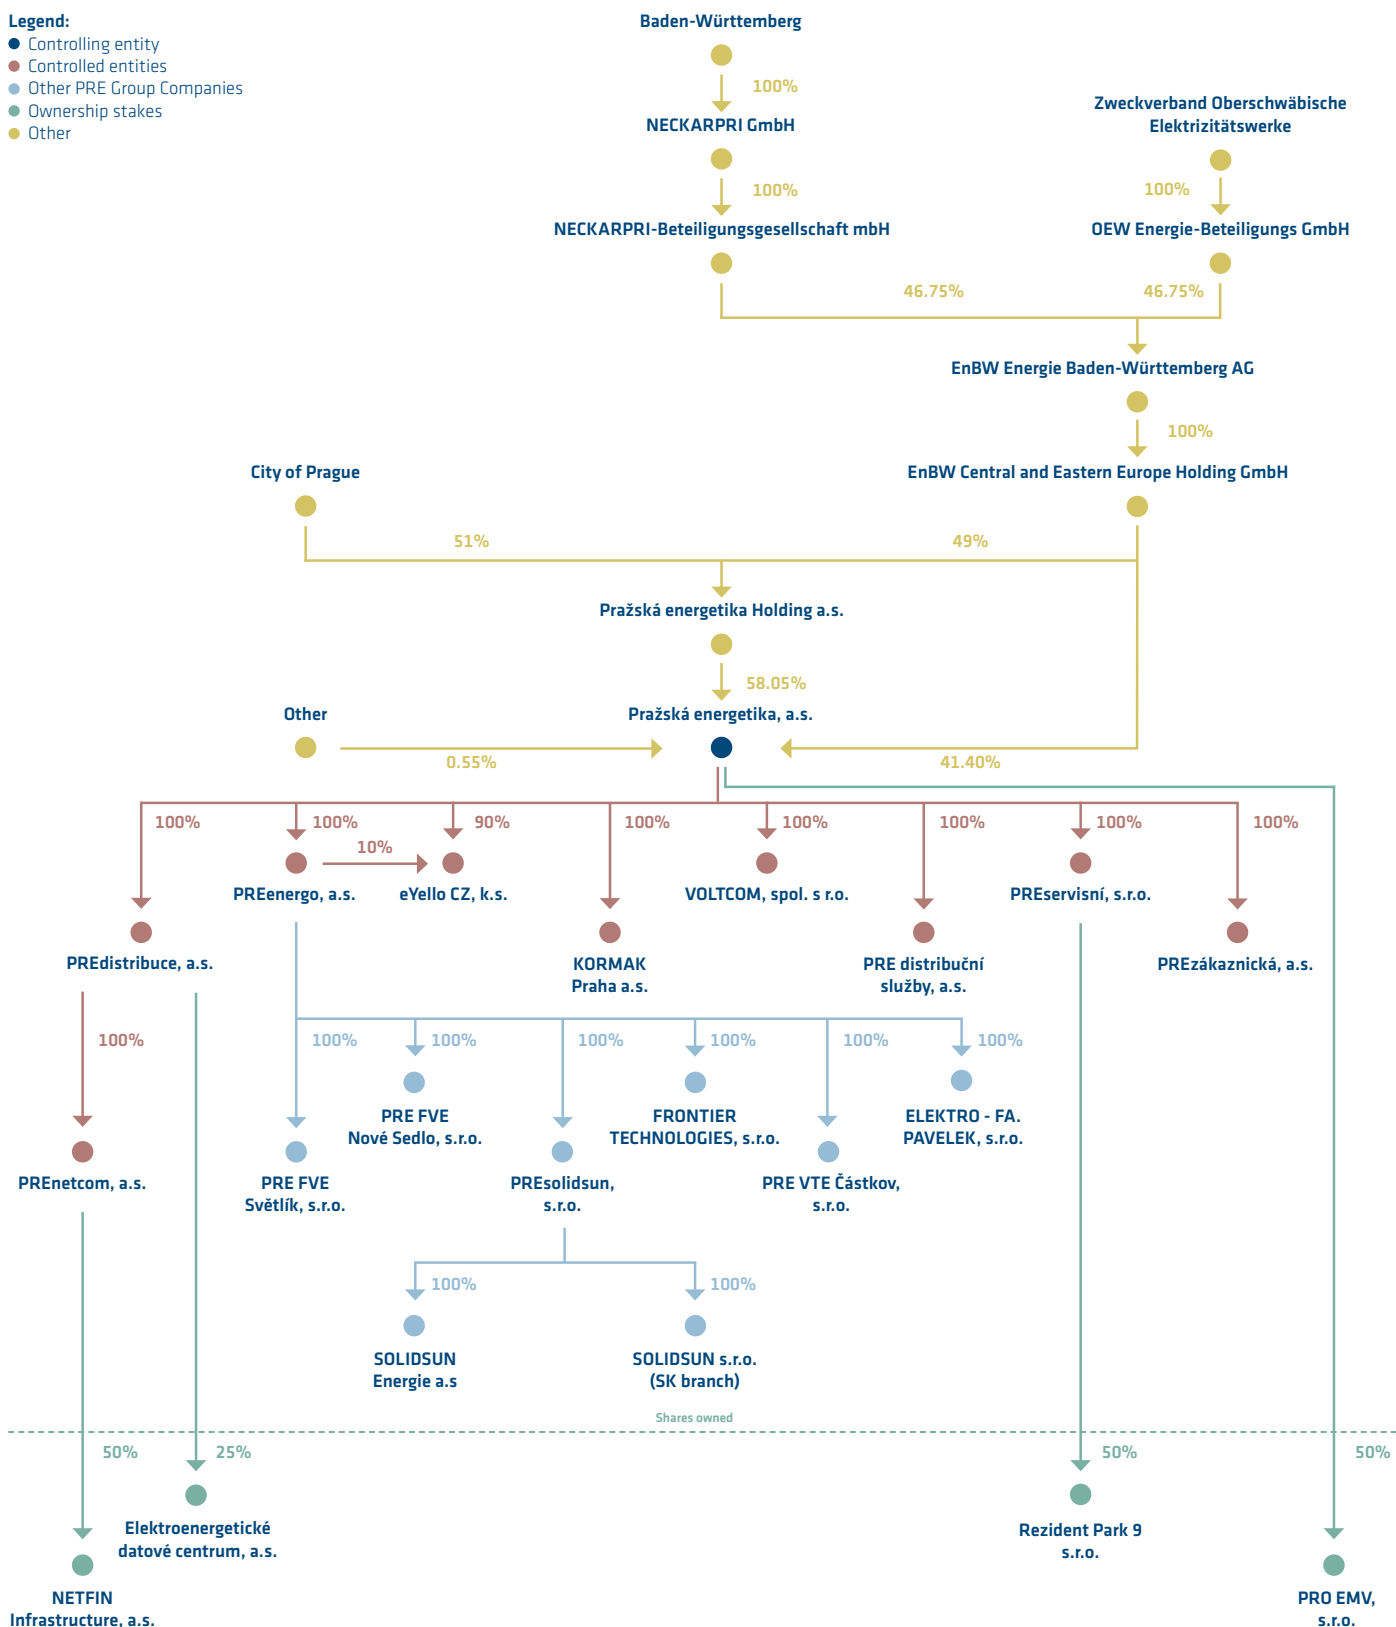 Legend:
Controlling entity
Controlled entities
Other PRE Group Companies
Ownership stakes
Other
Baden-Württemberg
100%
NECKARPRI GmbH
Zweckverband Oberschwäbische
Elektrizitätswerke
100%
100%
NECKARPRI-Beteiligungsgesellschaft mbH
OEW Energie-Beteiligungs GmbH
46.75%
46.75%
EnBW Energie Baden-Württemberg AG
100%
City of Prague
EnBW Central and Eastern Europe Holding GmbH
51%
49%
Pražská energetika Holding a.s.
58.05%
Other
Pražská energetika, a.s.
0.55%
41.40%
100%
100%
90%
100%
100%
100%
100%
100%
10%
PREenergo, a.s.
eYello CZ, k.s.
VOLTCOM, spol. s r.o.
PREservisní, s.r.o.
PREdistribuce, a.s.
KORMAK
Praha a.s.
PRE distribuční
služby, a.s.
PREzákaznická, a.s.
100%
100%
100%
100%
100%
100%
100%
PRE FVE
Nové Sedlo, s.r.o.
FRONTIER
TECHNOLOGIES, s.r.o.
ELEKTRO - FA.
PAVELEK, s.r.o.
PREnetcom, a.s.
PRE FVE
Světlík, s.r.o.
PREsolidsun,
s.r.o.
PRE VTE Částkov,
s.r.o.
100%
100%
SOLIDSUN
Energie a.s
SOLIDSUN s.r.o.
(SK branch)
Shares owned
50%
25%
50%
50%
Elektroenergetické
datové centrum, a.s.
Rezident Park 9
s.r.o.
NETFIN
Infrastructure, a.s.
PRO EMV,
s.r.o.